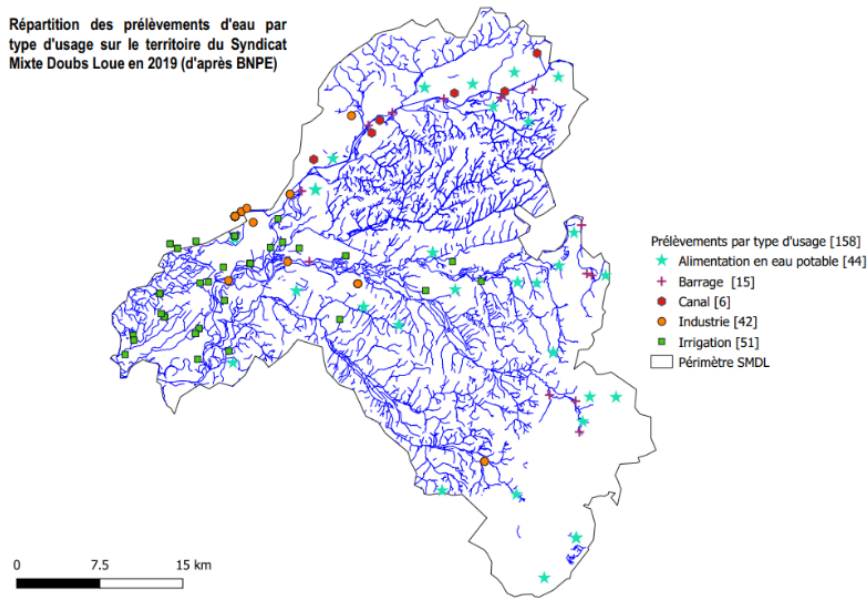 Répartition des prélèvements d'eau par
type d'usage sur le territoire du Syndicat
Mixte Doubs Loue en 2019 (d'après BNPE)
Prélèvements par type d'usage [158]
Alimentation en eau potable [44]
Barrage [15]
Canal [6]
Industrie [42]
Irrigation [51]
Périmètre SMDL
0 7.5 15 km